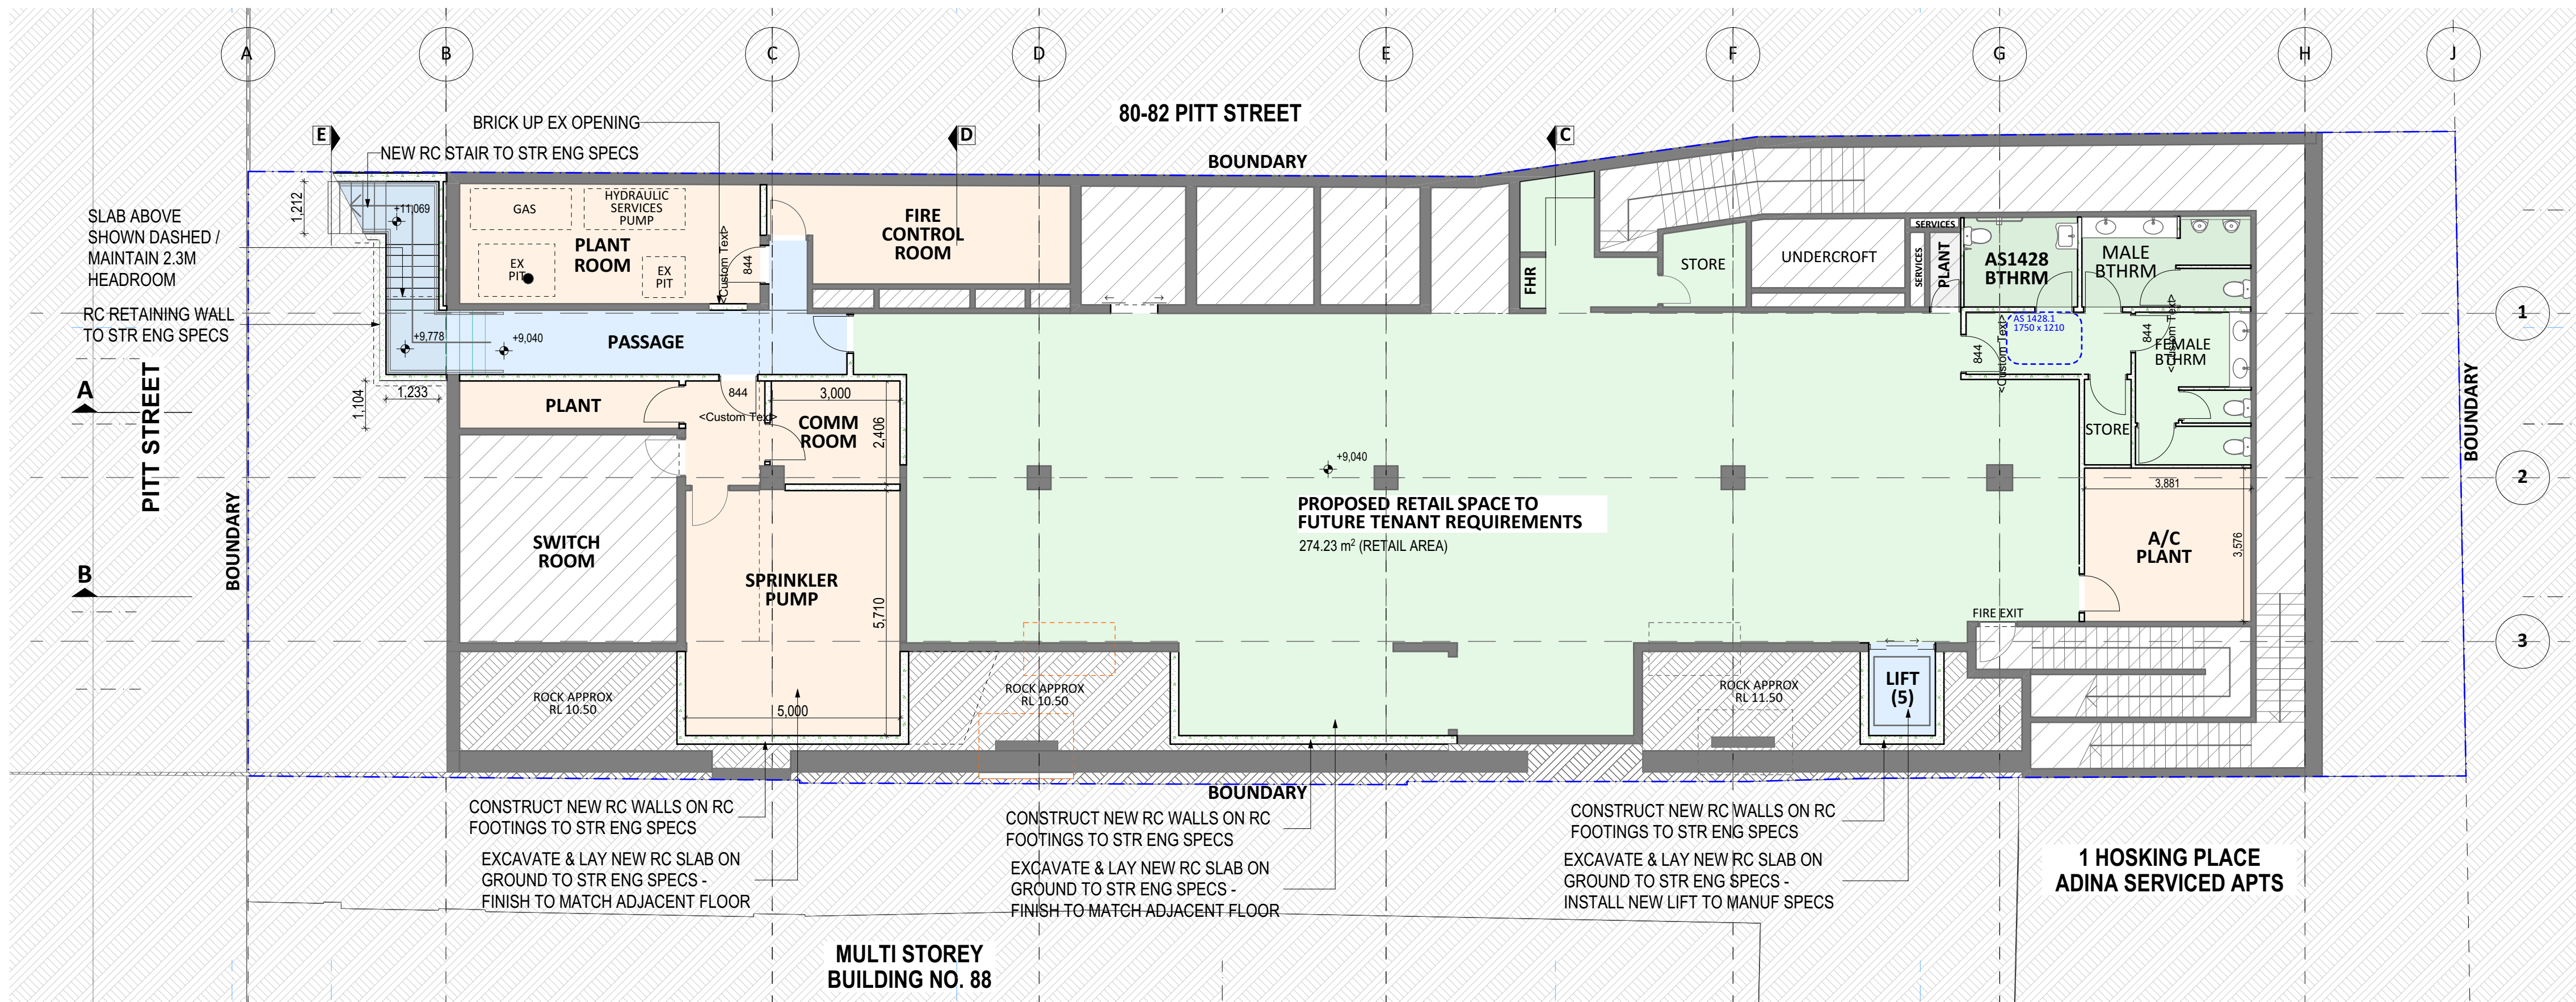 A
B
C
D
E
F
G
H
J
80-82 PITT STREET
BOUNDARY
E
D
C
BRICK UP EX OPENING
NEW RC STAIR TO STR ENG SPECS
SLAB ABOVE
SHOWN DASHED /
MAINTAIN 2.3M
HEADROOM
RC RETAINING WALL
TO STR ENG SPECS
1,212
+11,069
+9,778
+9,040
1,233
1,104
GAS
HYDRAULIC
SERVICES
PUMP
PLANT
ROOM
EX
PIT
EX
PIT
<Custom Text>
844
FIRE
CONTROL
ROOM
PASSAGE
FHR
STORE
UNDERCROFT
SERVICES
SERVICES
PLANT
AS1428
BTHRM
MALE
BTHRM
AS 1428.1
1750 x 1210
844
<Custom Text>
844
<Custom Text>
FEMALE
BTHRM
STORE
1
2
3
A
PITT STREET
B
BOUNDARY
BOUNDARY
PLANT
844
<Custom Text>
3,000
COMM
ROOM
2,406
SWITCH
ROOM
SPRINKLER
PUMP
5,710
5,000
+9,040
PROPOSED RETAIL SPACE TO
FUTURE TENANT REQUIREMENTS
274.23 m² (RETAIL AREA)
3,881
A/C
PLANT
3,576
FIRE EXIT
LIFT
(5)
ROCK APPROX
RL 10.50
ROCK APPROX
RL 10.50
ROCK APPROX
RL 11.50
BOUNDARY
CONSTRUCT NEW RC WALLS ON RC
FOOTINGS TO STR ENG SPECS
EXCAVATE & LAY NEW RC SLAB ON
GROUND TO STR ENG SPECS -
FINISH TO MATCH ADJACENT FLOOR
CONSTRUCT NEW RC WALLS ON RC
FOOTINGS TO STR ENG SPECS
EXCAVATE & LAY NEW RC SLAB ON
GROUND TO STR ENG SPECS -
FINISH TO MATCH ADJACENT FLOOR
CONSTRUCT NEW RC WALLS ON RC
FOOTINGS TO STR ENG SPECS
EXCAVATE & LAY NEW RC SLAB ON
GROUND TO STR ENG SPECS -
INSTALL NEW LIFT TO MANUF SPECS
1 HOSKING PLACE
ADINA SERVICED APTS
MULTI STOREY
BUILDING NO. 88